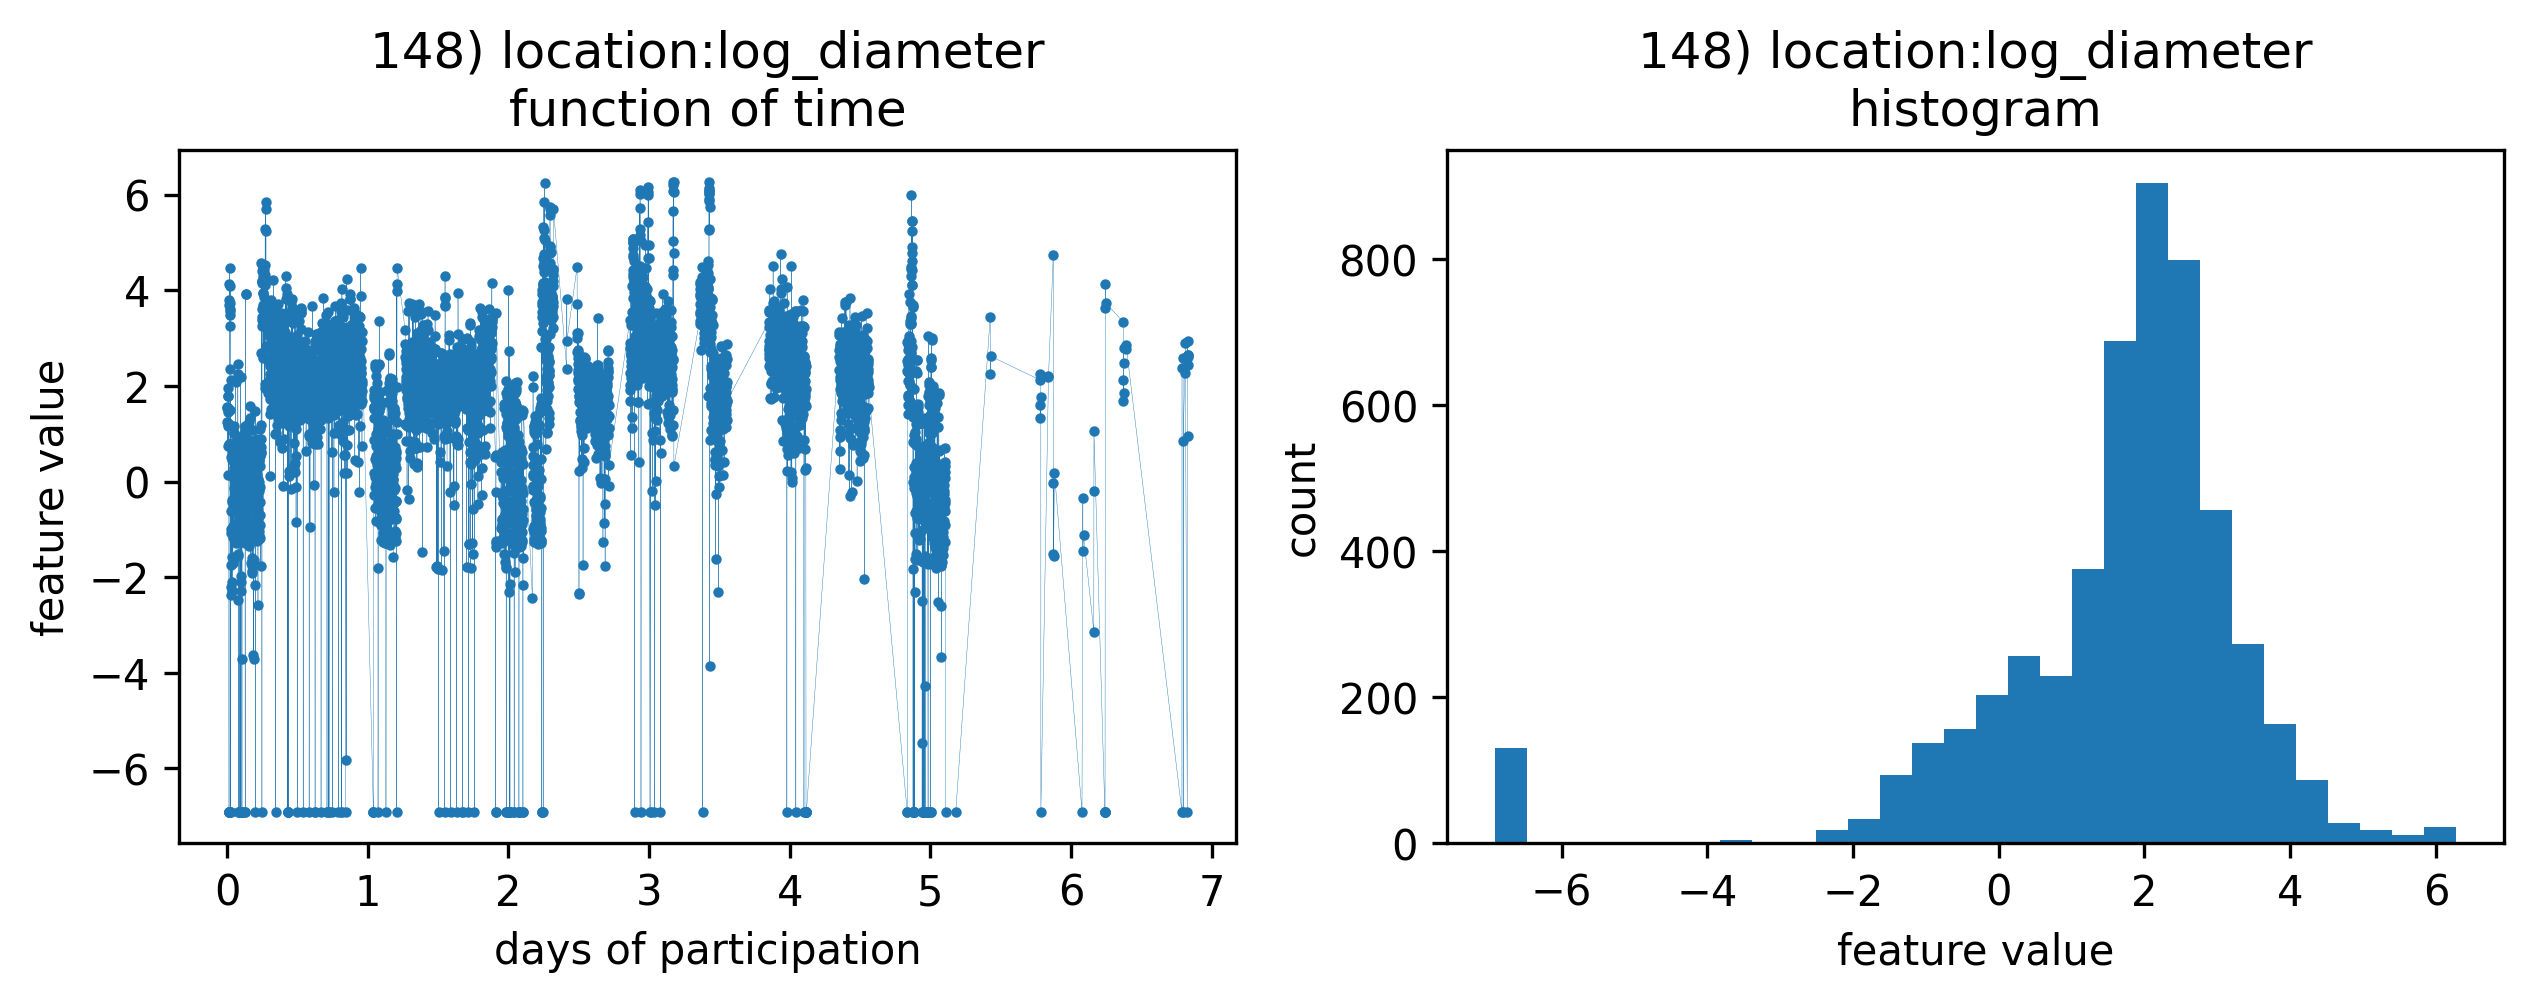 148) location:log_diameter
function of time
feature value
6
4
2
0
−2
−4
−6
0 1 2 3 4 5 6 7
days of participation
148) location:log_diameter
histogram
count
800
600
400
200
0
−6 −4 −2 0 2 4 6
feature value